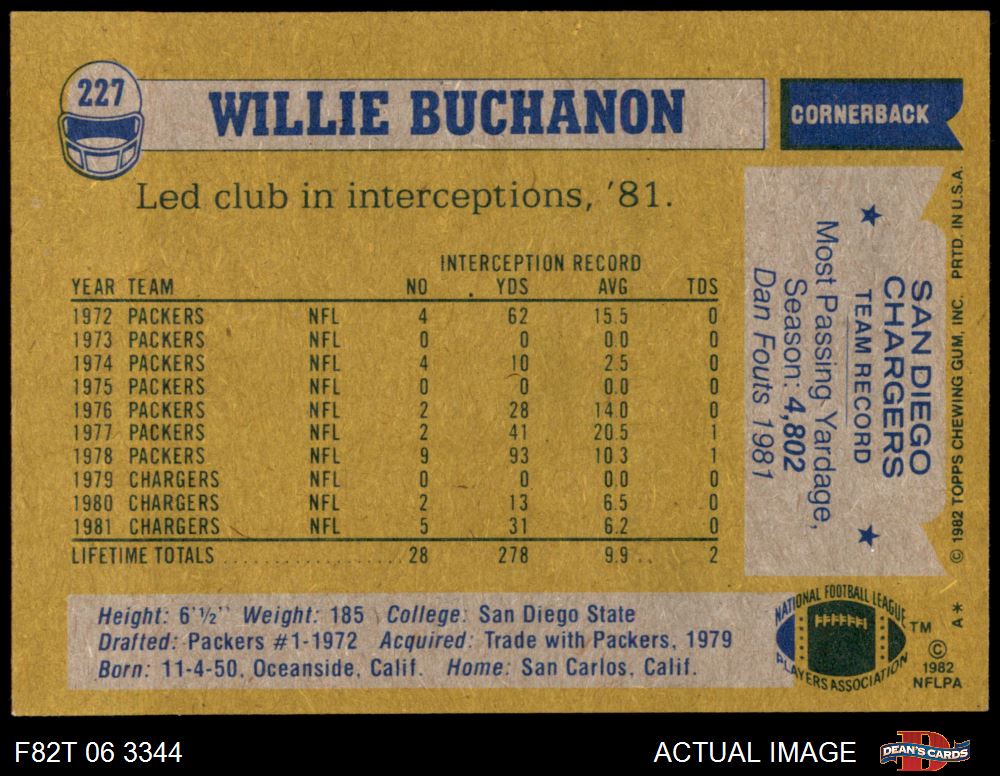 227
WILLIE BUCHANON
CORNERBACK
Led club in interceptions, '81.
INTERCEPTION RECORD
YEAR TEAM NO YDS AVG TDS
1972 PACKERS NFL 4 62 15.5 0
1973 PACKERS NFL 0 0 0.0 0
1974 PACKERS NFL 4 10 2.5 0
1975 PACKERS NFL 0 0 0.0 0
1976 PACKERS NFL 2 28 14.0 0
1977 PACKERS NFL 2 41 20.5 1
1978 PACKERS NFL 9 93 10.3 1
1979 CHARGERS NFL 0 0 0.0 0
1980 CHARGERS NFL 2 13 6.5 0
1981 CHARGERS NFL 5 31 6.2 0
LIFETIME TOTALS .................. 28 278 9.9 .. 2
SAN DIEGO
CHARGERS
TEAM RECORD
Most Passing Yardage,
Season: 4,802
Dan Fouts 1981
© 1982 TOPPS CHEWING GUM, INC. PRTD. IN U.S.A.
Height: 6'½" Weight: 185 College: San Diego State
Drafted: Packers #1-1972 Acquired: Trade with Packers, 1979
Born: 11-4-50, Oceanside, Calif. Home: San Carlos, Calif.
NATIONAL FOOTBALL LEAGUE
PLAYERS ASSOCIATION
TM
A*
©
1982
NFLPA
F82T 06 3344
ACTUAL IMAGE
D
DEAN'S CARDS